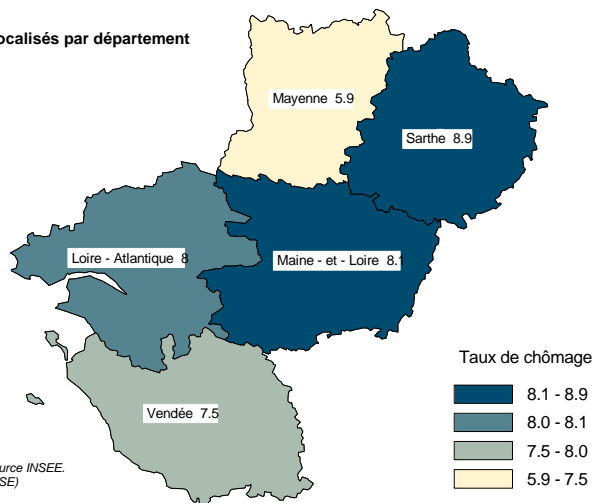 ocalisés par département
Mayenne 5.9
Sarthe 8.9
Loire - Atlantique 8
Maine - et - Loire 8.1
Vendée 7.5
Taux de chômage
8.1 - 8.9
8.0 - 8.1
7.5 - 8.0
5.9 - 7.5
urce INSEE.
SE)